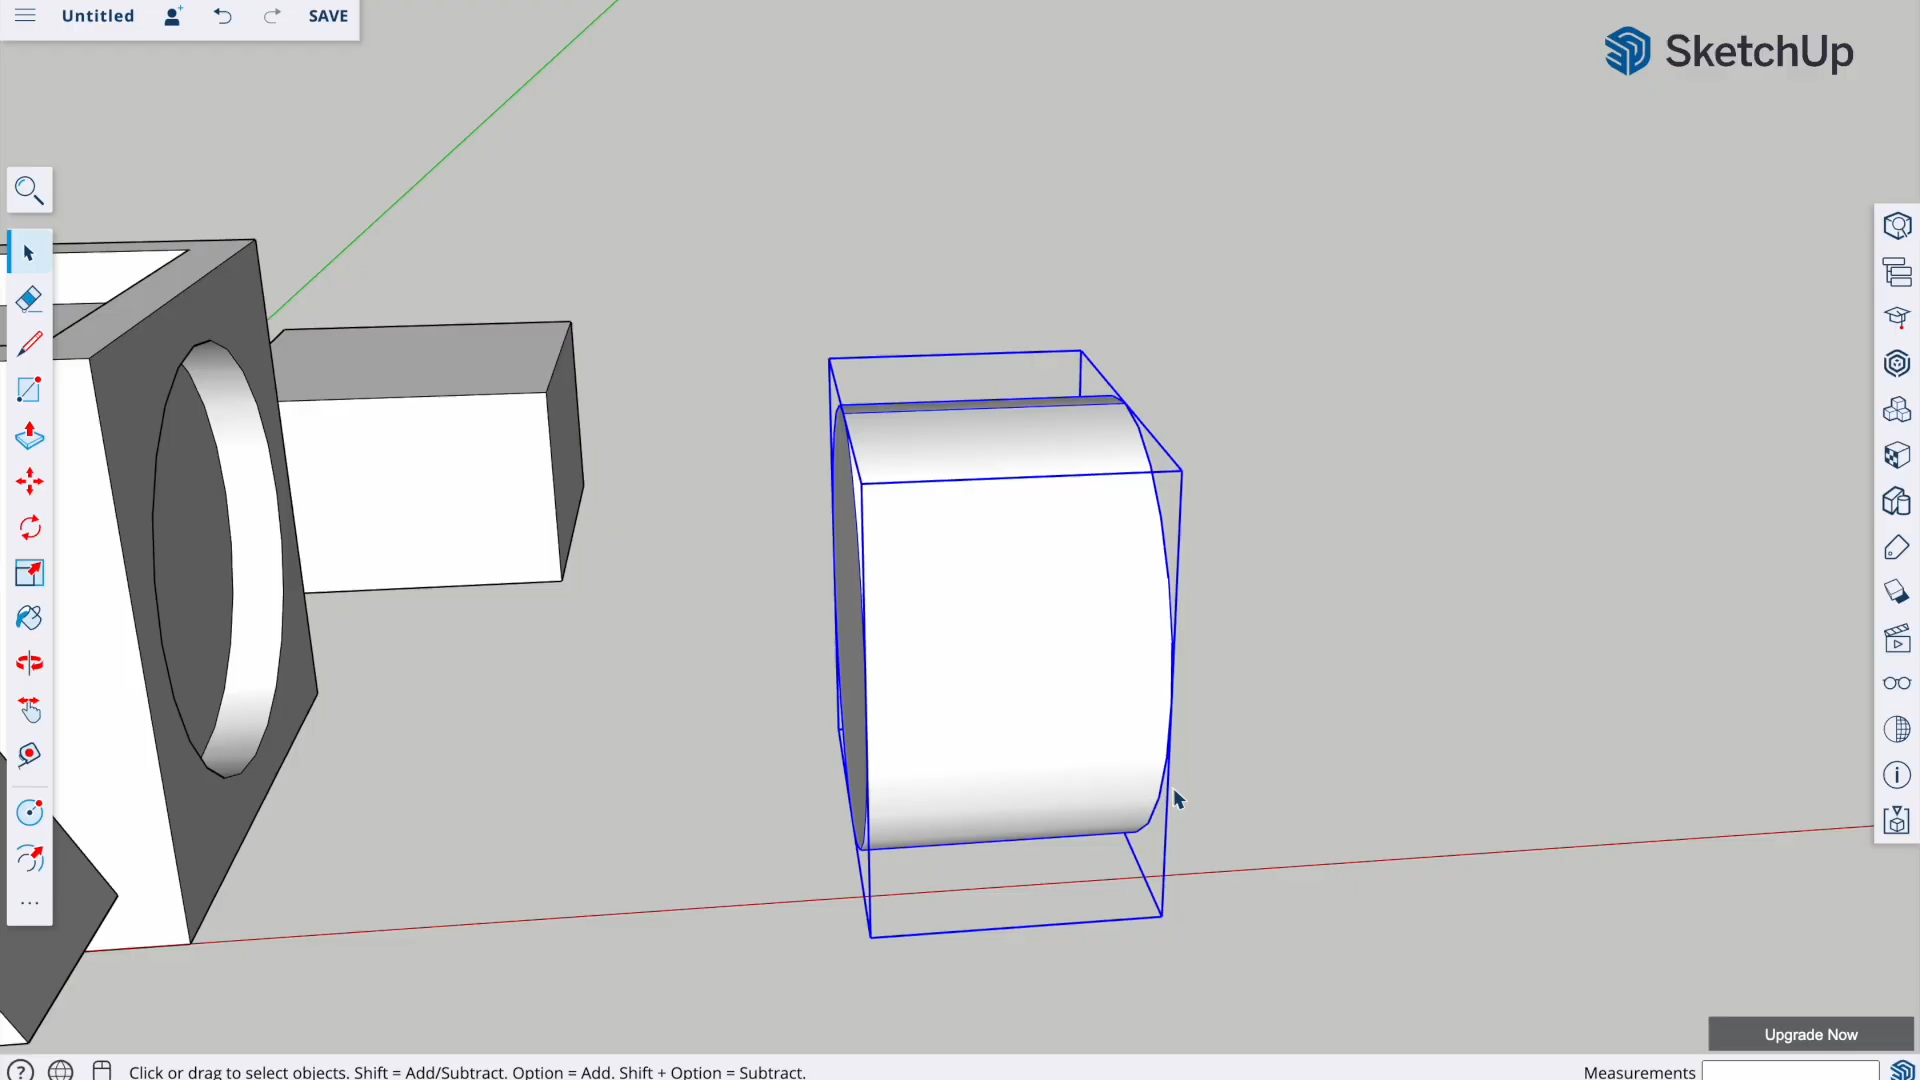 Untitled
SAVE
SketchUp
Upgrade Now
Click or drag to select objects. Shift = Add/Subtract. Option = Add. Shift + Option = Subtract.
Measurements